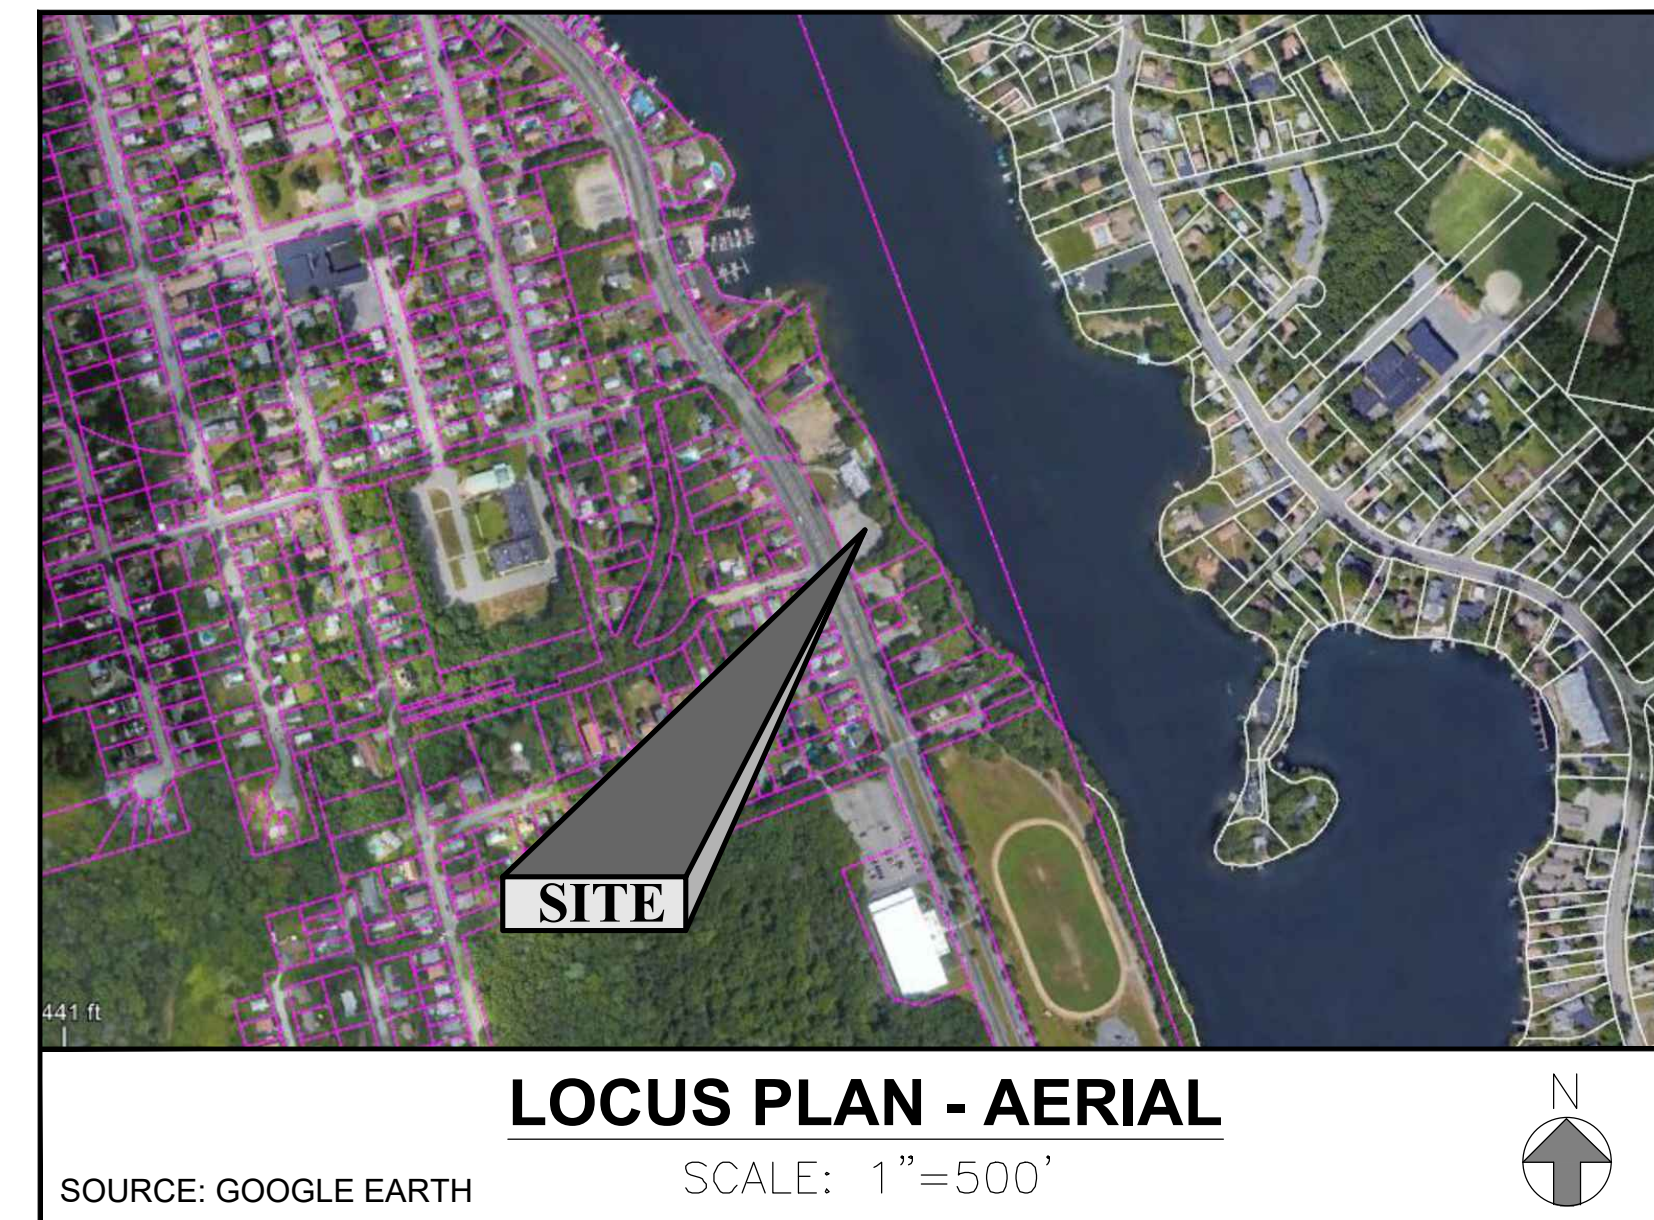 SITE
441 ft
LOCUS PLAN - AERIAL
N
SCALE: 1"=500'
SOURCE: GOOGLE EARTH